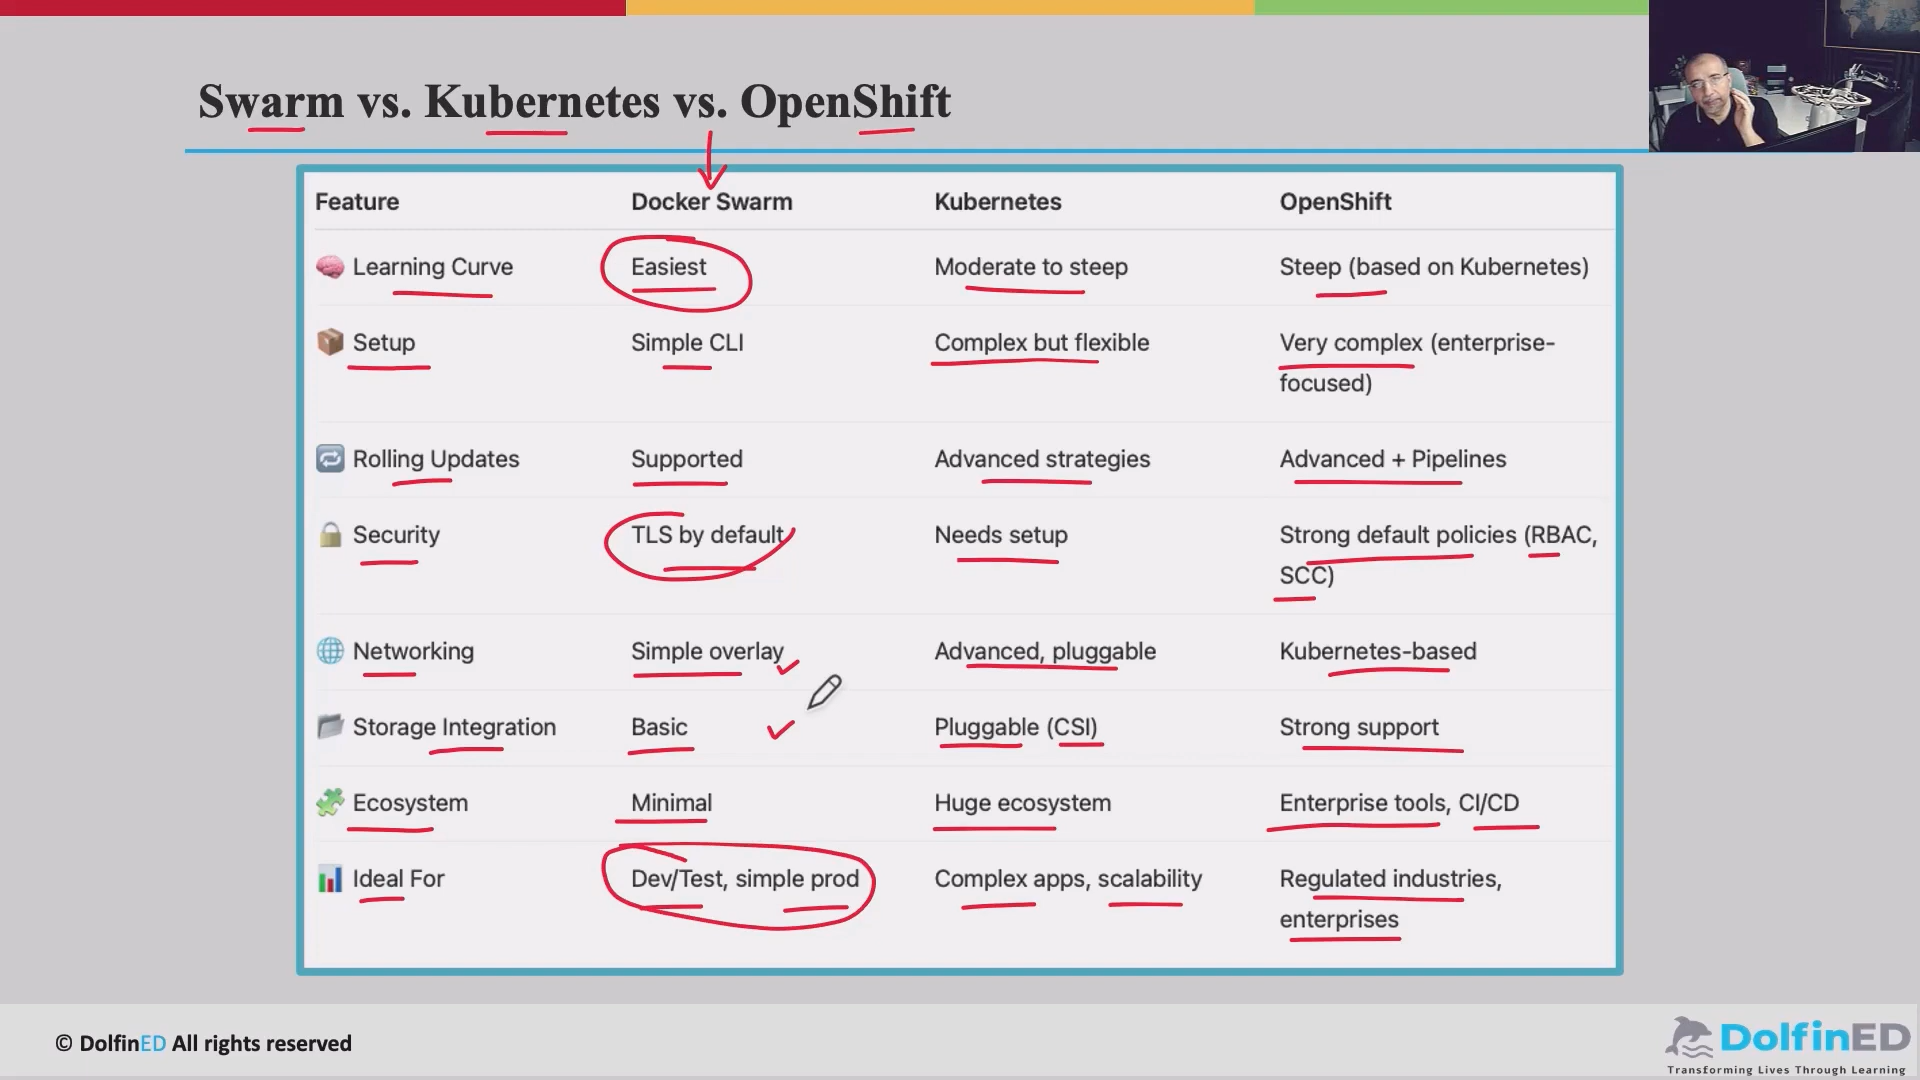 Swarm vs. Kubernetes vs. OpenShift
Feature Docker Swarm Kubernetes OpenShift
Learning Curve Easiest Moderate to steep Steep (based on Kubernetes)
Setup Simple CLI Complex but flexible Very complex (enterprise-
focused)
Rolling Updates Supported Advanced strategies Advanced + Pipelines
Security TLS by default Needs setup Strong default policies (RBAC,
SCC)
Networking Simple overlay Advanced, pluggable Kubernetes-based
Storage Integration Basic Pluggable (CSI) Strong support
Ecosystem Minimal Huge ecosystem Enterprise tools, CI/CD
Ideal For Dev/Test, simple prod Complex apps, scalability Regulated industries,
enterprises
© DolfinED All rights reserved
DolfinED
Transforming Lives Through Learning